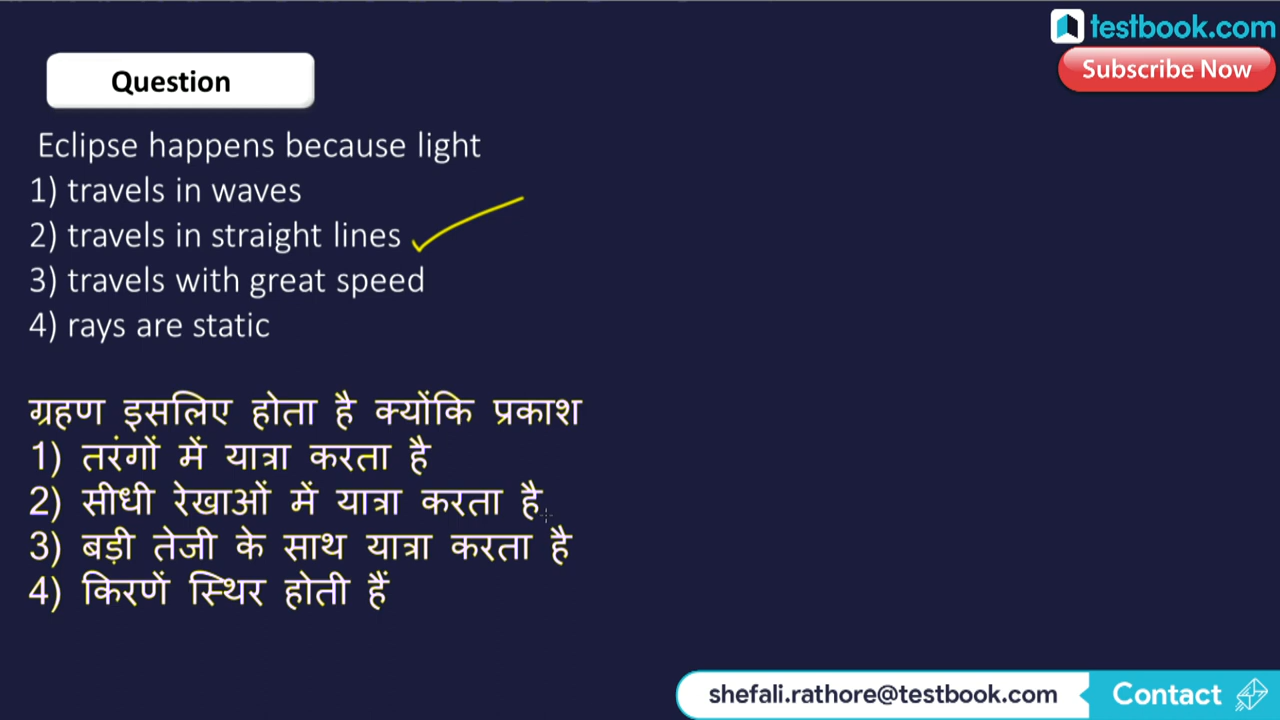 testbook.com
Subscribe Now
Question
Eclipse happens because light
1) travels in waves
2) travels in straight lines
3) travels with great speed
4) rays are static
ग्रहण इसलिए होता है क्योंकि प्रकाश
1) तरंगों में यात्रा करता है
2) सीधी रेखाओं में यात्रा करता है
3) बड़ी तेजी के साथ यात्रा करता है
4) किरणें स्थिर होती हैं
shefali.rathore@testbook.com Contact